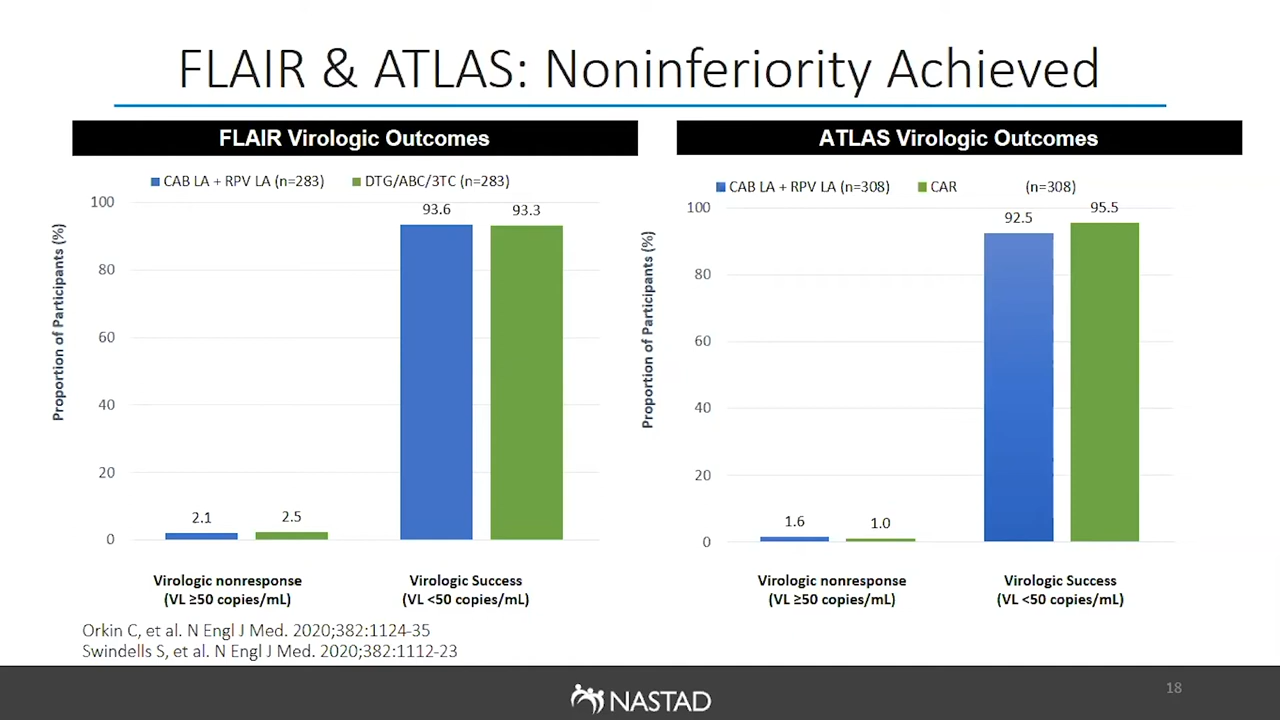 FLAIR & ATLAS: Noninferiority Achieved
FLAIR Virologic Outcomes
CAB LA + RPV LA (n=283) DTG/ABC/3TC (n=283)
Proportion of Participants (%)
100
80
60
40
20
0
2.1
2.5
93.6
93.3
Virologic nonresponse
(VL ≥50 copies/mL)
Virologic Success
(VL <50 copies/mL)
ATLAS Virologic Outcomes
CAB LA + RPV LA (n=308) CAR (n=308)
Proportion of Participants (%)
100
80
60
40
20
0
1.6
1.0
92.5
95.5
Virologic nonresponse
(VL ≥50 copies/mL)
Virologic Success
(VL <50 copies/mL)
Orkin C, et al. N Engl J Med. 2020;382:1124-35
Swindells S, et al. N Engl J Med. 2020;382:1112-23
NASTAD
18